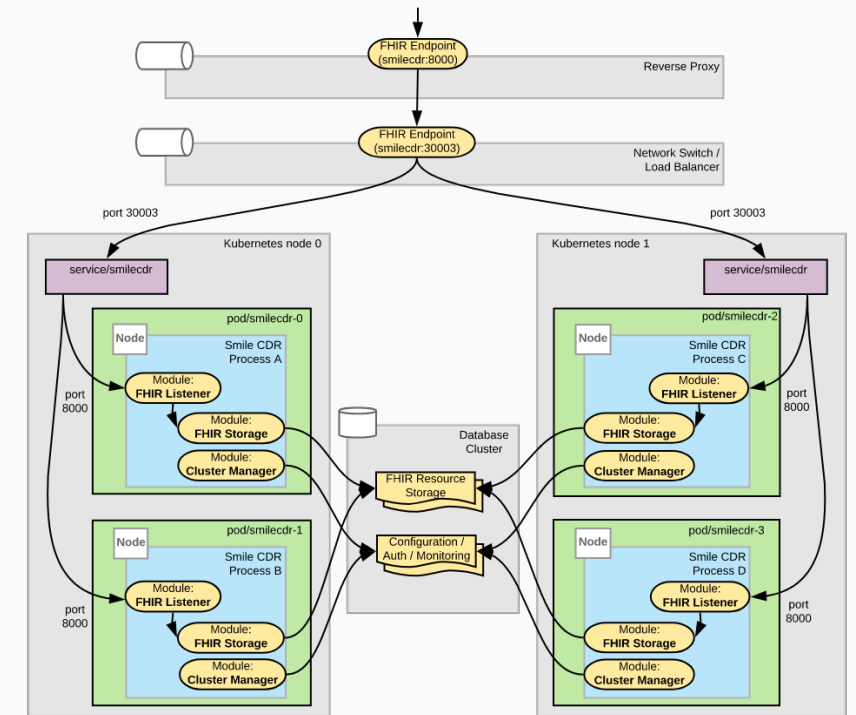 FHIR Endpoint
(smilecdr:8000)
Reverse Proxy
FHIR Endpoint
(smilecdr:30003)
Network Switch /
Load Balancer
port 30003
port 30003
Kubernetes node 0
service/smilecdr
pod/smilecdr-0
Node
Smile CDR
Process A
Module:
FHIR Listener
port
8000
Module:
FHIR Storage
Module:
Cluster Manager
pod/smilecdr-1
Node
Smile CDR
Process B
Module:
FHIR Listener
port
8000
Module:
FHIR Storage
Module:
Cluster Manager
Database
Cluster
FHIR Resource
Storage
Configuration /
Auth / Monitoring
Kubernetes node 1
service/smilecdr
pod/smilecdr-2
Node
Smile CDR
Process C
Module:
FHIR Listener
port
8000
Module:
FHIR Storage
Module:
Cluster Manager
pod/smilecdr-3
Node
Smile CDR
Process D
Module:
FHIR Listener
port
8000
Module:
FHIR Storage
Module:
Cluster Manager